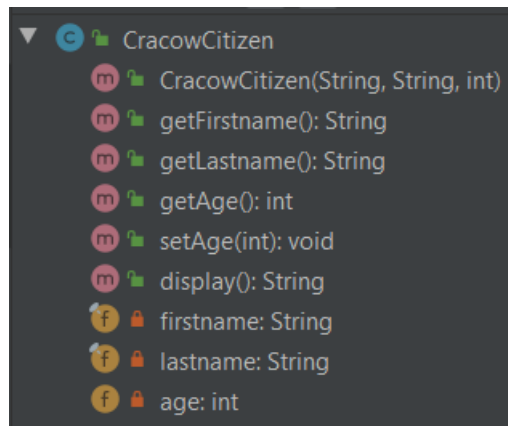 CracowCitizen
CracowCitizen(String, String, int)
getFirstname(): String
getLastname(): String
getAge(): int
setAge(int): void
display(): String
firstname: String
lastname: String
age: int